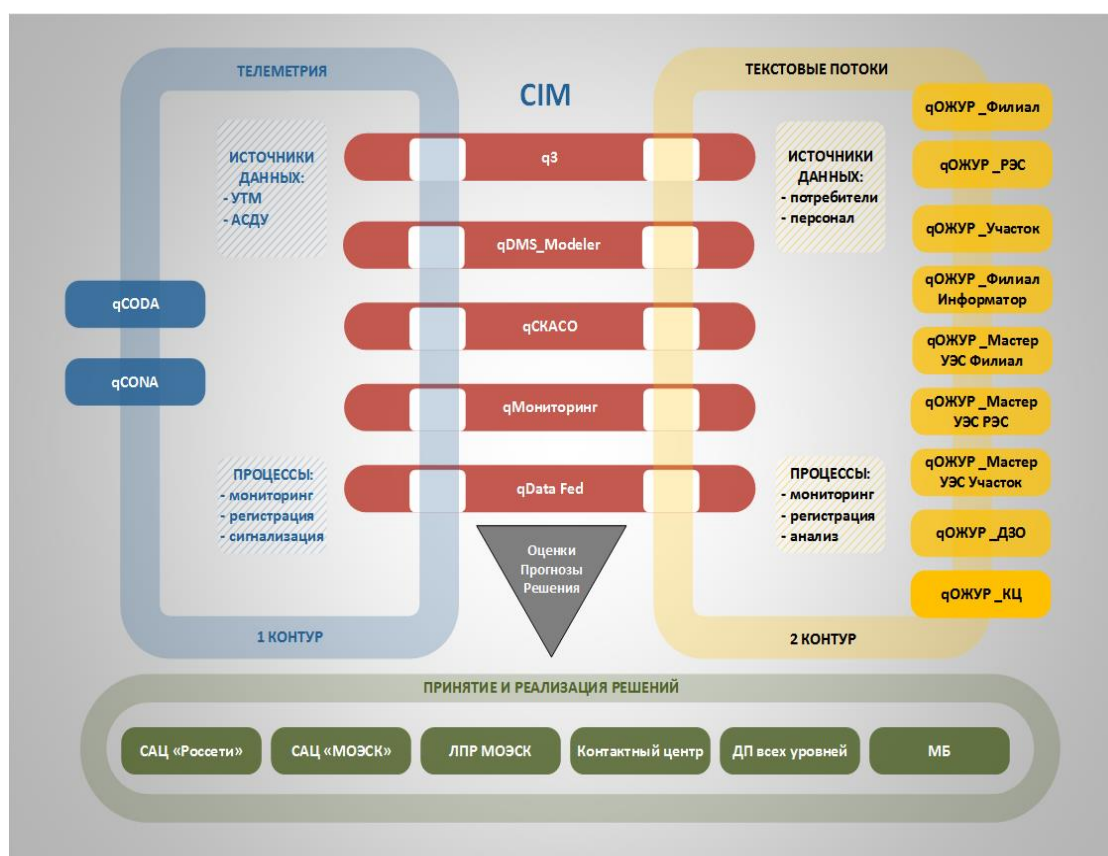 ТЕЛЕМЕТРИЯ
CIM
ТЕКСТОВЫЕ ПОТОКИ
ИСТОЧНИКИ
ДАННЫХ:
- УТМ
- АСДУ
qCODA
qCONA
ПРОЦЕССЫ:
- мониторинг
- регистрация
- сигнализация
1 КОНТУР
q3
qDMS_Modeler
qСКАСО
qМониторинг
qData Fed
Оценки
Прогнозы
Решения
ИСТОЧНИКИ
ДАННЫХ:
- потребители
- персонал
ПРОЦЕССЫ:
- мониторинг
- регистрация
- анализ
2 КОНТУР
qОЖУР _Филиал
qОЖУР _РЭС
qОЖУР _Участок
qОЖУР _Филиал
Информатор
qОЖУР _Мастер
УЭС Филиал
qОЖУР _Мастер
УЭС РЭС
qОЖУР _Мастер
УЭС Участок
qОЖУР _ДЗО
qОЖУР _КЦ
ПРИНЯТИЕ И РЕАЛИЗАЦИЯ РЕШЕНИЙ
САЦ «Россети»
САЦ «МОЭСК»
ЛПР МОЭСК
Контактный центр
ДП всех уровней
МБ